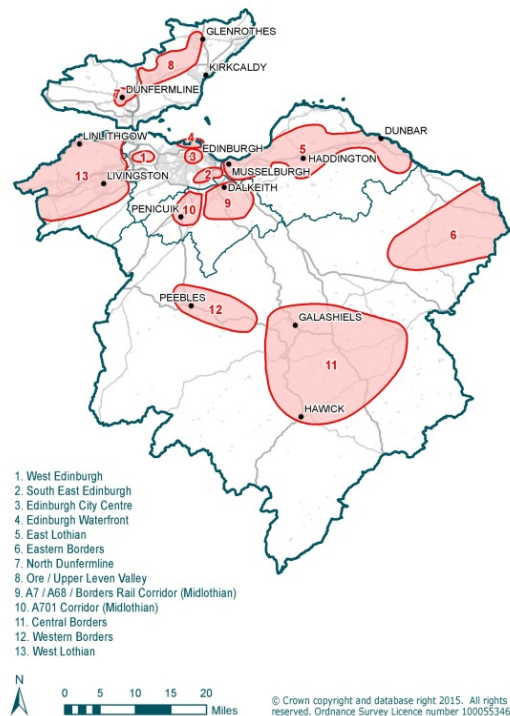 GLENROTHES
8
KIRKCALDY
7
DUNFERMLINE
LINLITHGOW
4
EDINBURGH
DUNBAR
1
3
5
HADDINGTON
2
MUSSELBURGH
13
LIVINGSTON
DALKEITH
PENICUIK
10
9
6
PEEBLES
12
GALASHIELS
11
HAWICK
1. West Edinburgh
2. South East Edinburgh
3. Edinburgh City Centre
4. Edinburgh Waterfront
5. East Lothian
6. Eastern Borders
7. North Dunfermline
8. Ore / Upper Leven Valley
9. A7 / A68 / Borders Rail Corridor (Midlothian)
10. A701 Corridor (Midlothian)
11. Central Borders
12. Western Borders
13. West Lothian
N
0 5 10 15 20
Miles
© Crown copyright and database right 2015. All rights
reserved. Ordnance Survey Licence number 100055346